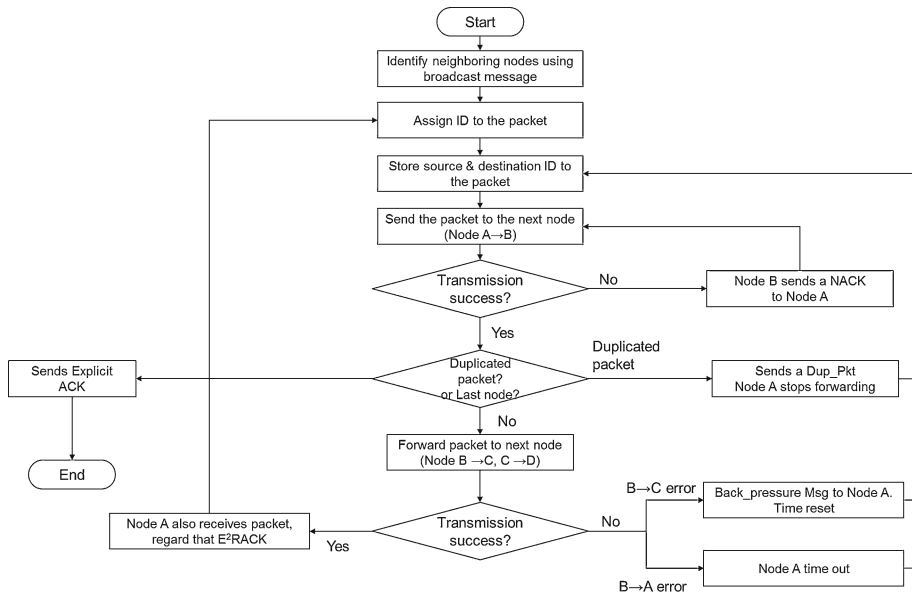 Start
Identify neighboring nodes using
broadcast message
Assign ID to the packet
Store source & destination ID to
the packet
Send the packet to the next node
(Node A→B)
Transmission
success?
No
Node B sends a NACK
to Node A
Yes
Duplicated
packet?
or Last node?
Duplicated
packet
Sends a Dup_Pkt
Node A stops forwarding
Sends Explicit
ACK
End
No
Forward packet to next node
(Node B →C, C →D)
Transmission
success?
No
B→C error
Back_pressure Msg to Node A.
Time reset
B→A error
Node A time out
Yes
Node A also receives packet,
regard that E²RACK